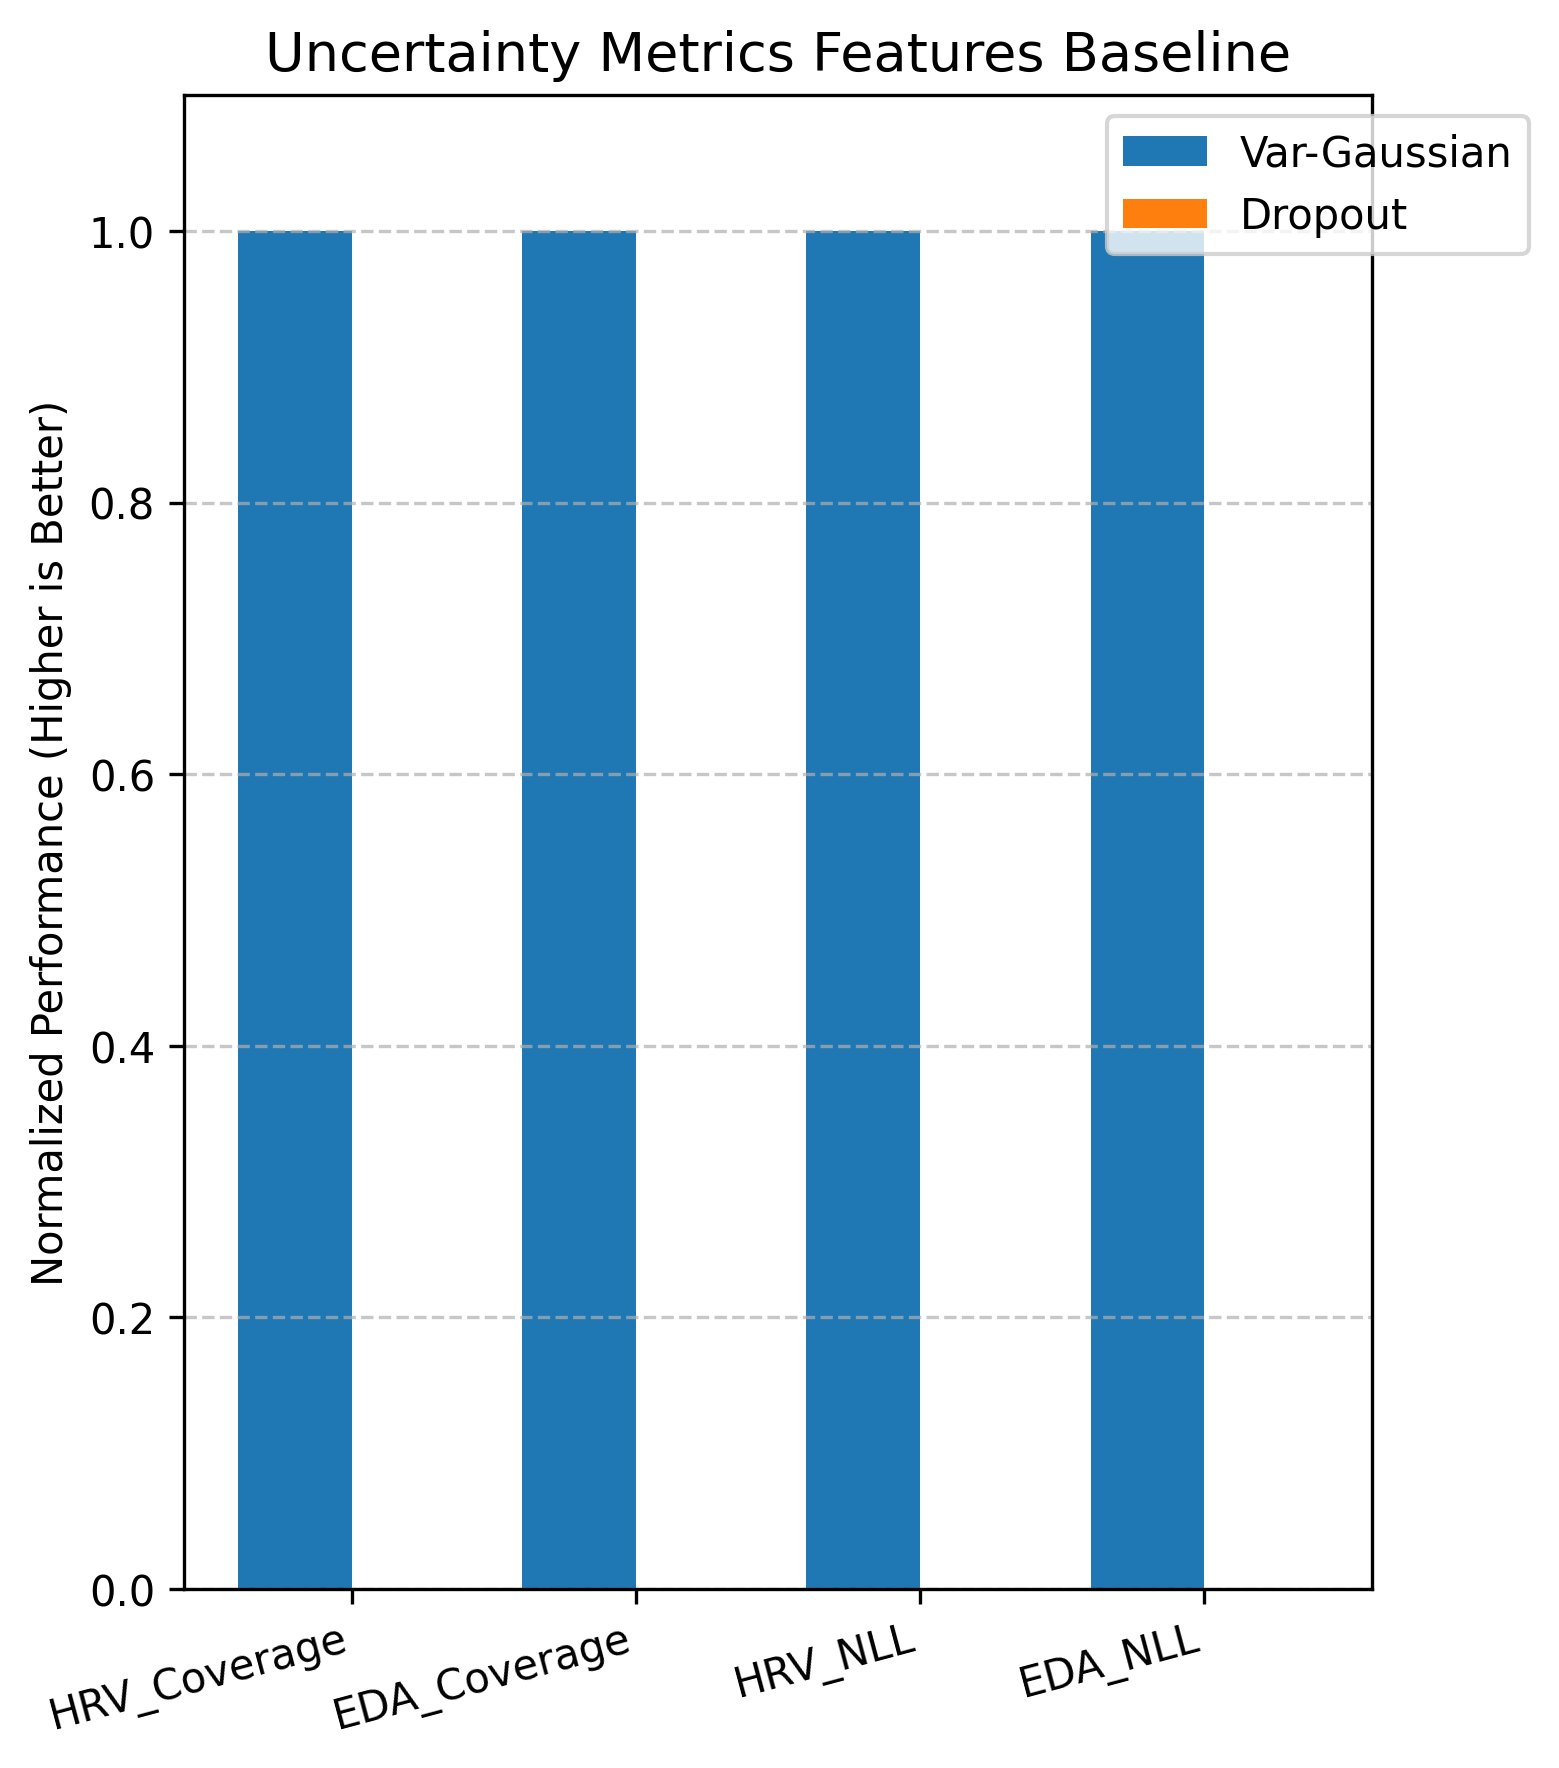 Uncertainty Metrics Features Baseline
Var-Gaussian
Dropout
Normalized Performance (Higher is Better)
1.0
0.8
0.6
0.4
0.2
0.0
HRV_Coverage
EDA_Coverage
HRV_NLL
EDA_NLL